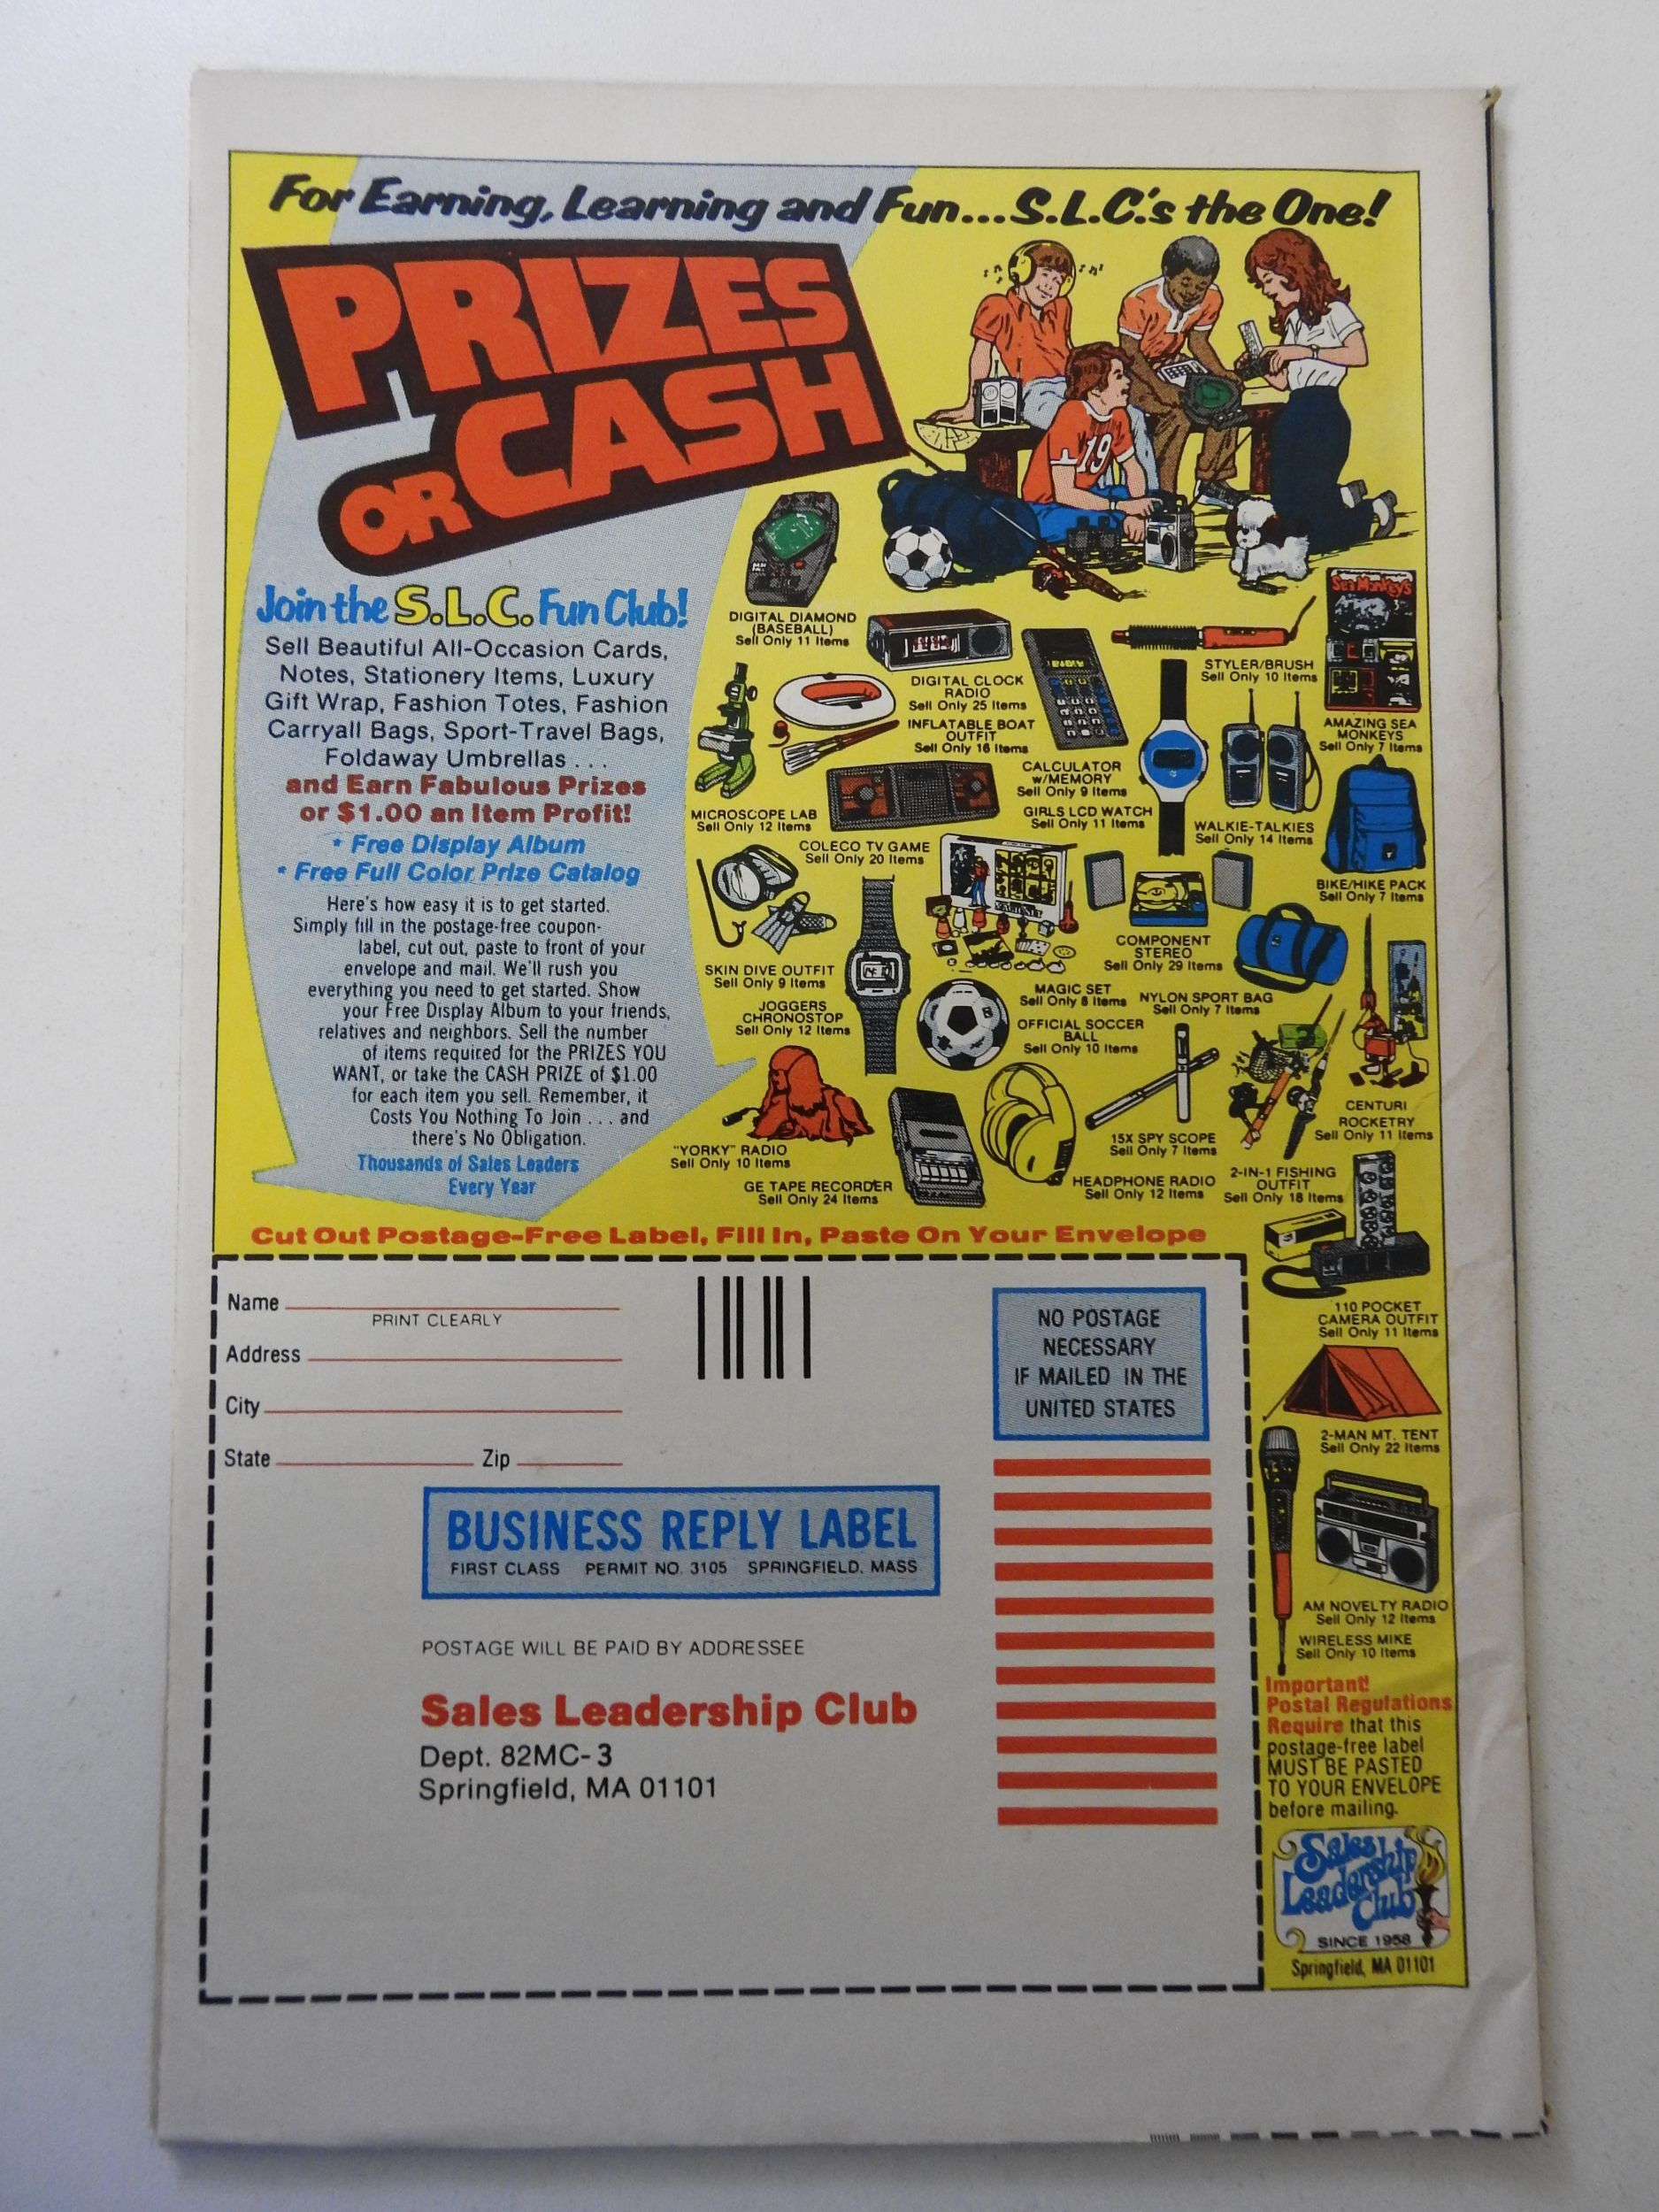 For Earning, Learning and Fun...S.L.C.'s the One!
PRIZES
OR CASH
Join the S.L.C. Fun Club!
Sell Beautiful All-Occasion Cards,
Notes, Stationery Items, Luxury
Gift Wrap, Fashion Totes, Fashion
Carryall Bags, Sport-Travel Bags,
Foldaway Umbrellas . . .
and Earn Fabulous Prizes
or $1.00 an Item Profit!
* Free Display Album
* Free Full Color Prize Catalog
Here's how easy it is to get started.
Simply fill in the postage-free coupon-
label, cut out, paste to front of your
envelope and mail. We'll rush you
everything you need to get started. Show
your Free Display Album to your friends,
relatives and neighbors. Sell the number
of items required for the PRIZES YOU
WANT, or take the CASH PRIZE of $1.00
for each item you sell. Remember, it
Costs You Nothing To Join . . . and
there's No Obligation.
Thousands of Sales Leaders
Every Year
19
DIGITAL DIAMOND
(BASEBALL)
Sell Only 11 Items
DIGITAL CLOCK
RADIO
Sell Only 25 Items
STYLER/BRUSH
Sell Only 10 Items
Sea Monkeys
AMAZING SEA
MONKEYS
Sell Only 7 Items
INFLATABLE BOAT
OUTFIT
Sell Only 16 Items
CALCULATOR
w/MEMORY
Sell Only 9 Items
MICROSCOPE LAB
Sell Only 12 Items
GIRLS LCD WATCH
Sell Only 11 Items
WALKIE-TALKIES
Sell Only 14 Items
COLECO TV GAME
Sell Only 20 Items
BIKE/HIKE PACK
Sell Only 7 Items
SKIN DIVE OUTFIT
Sell Only 9 Items
COMPONENT
STEREO
Sell Only 29 Items
MAGIC SET
Sell Only 8 Items
NYLON SPORT BAG
Sell Only 7 Items
JOGGERS
CHRONOSTOP
Sell Only 12 Items
OFFICIAL SOCCER
BALL
Sell Only 10 Items
CENTURI
ROCKETRY
Sell Only 11 Items
"YORKY" RADIO
Sell Only 10 Items
15X SPY SCOPE
Sell Only 7 Items
GE TAPE RECORDER
Sell Only 24 Items
HEADPHONE RADIO
Sell Only 12 Items
2-IN-1 FISHING
OUTFIT
Sell Only 18 Items
Cut Out Postage-Free Label, Fill In, Paste On Your Envelope
110 POCKET
CAMERA OUTFIT
Sell Only 11 Items
2-MAN MT. TENT
Sell Only 22 Items
AM NOVELTY RADIO
Sell Only 12 Items
WIRELESS MIKE
Sell Only 10 Items
Important!
Postal Regulations
Require that this
postage-free label
MUST BE PASTED
TO YOUR ENVELOPE
before mailing.
Sales
Leadership
Club
SINCE 1958
Springfield, MA 01101
Name
PRINT CLEARLY
Address
City
State Zip
NO POSTAGE
NECESSARY
IF MAILED IN THE
UNITED STATES
BUSINESS REPLY LABEL
FIRST CLASS PERMIT NO. 3105 SPRINGFIELD, MASS
POSTAGE WILL BE PAID BY ADDRESSEE
Sales Leadership Club
Dept. 82MC-3
Springfield, MA 01101